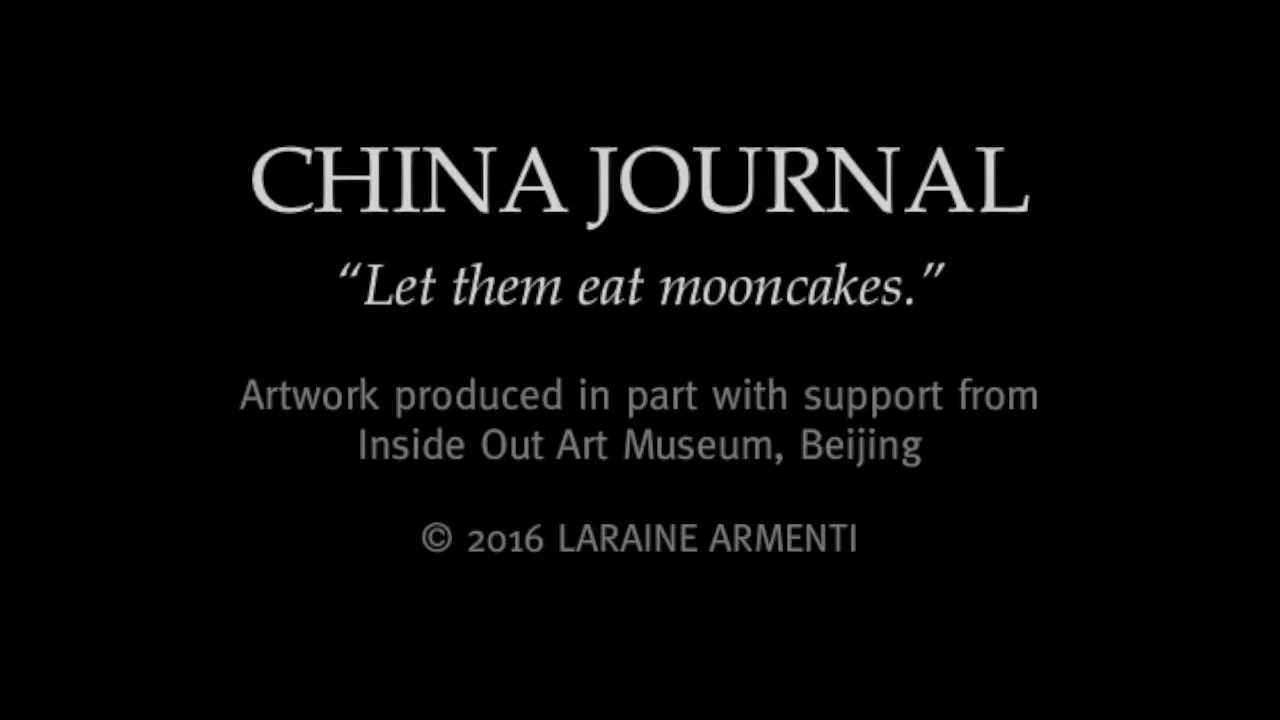 CHINA JOURNAL
“Let them eat mooncakes.”
Artwork produced in part with support from
Inside Out Art Museum, Beijing
© 2016 LARAINE ARMENTI